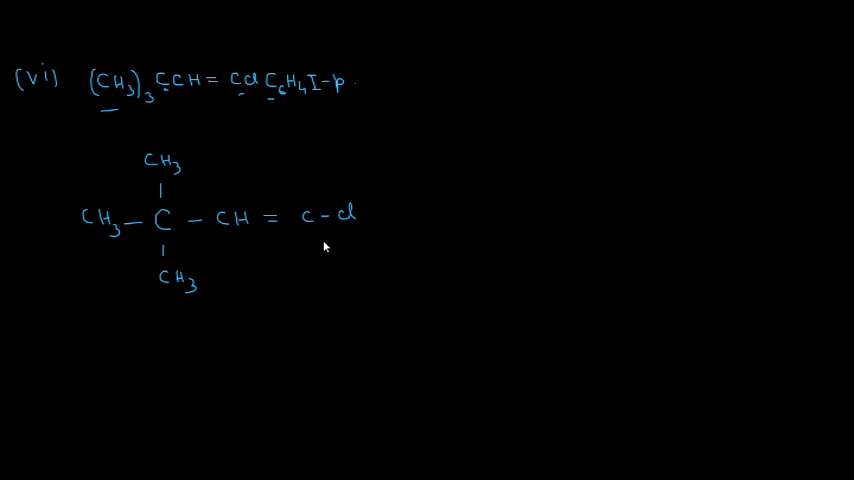 (vi) (CH3)3CCH = CClC6H4I-p.
CH3
|
CH3 - C - CH = C - Cl
|
CH3